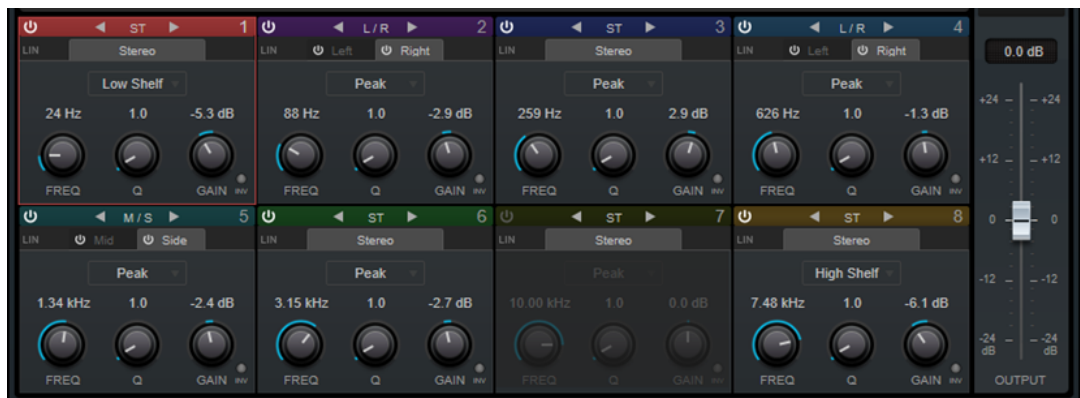 ST 1 L / R 2 ST 3 L / R 4
LIN Stereo LIN Left Right LIN Stereo LIN Left Right
0.0 dB
Low Shelf Peak Peak Peak
24 Hz 1.0 -5.3 dB 88 Hz 1.0 -2.9 dB 259 Hz 1.0 2.9 dB 626 Hz 1.0 -1.3 dB
+24 +24
+12 +12
FREQ Q GAIN INV FREQ Q GAIN INV FREQ Q GAIN INV FREQ Q GAIN INV
M / S 5 ST 6 ST 7 ST 8
0 0
LIN Mid Side LIN Stereo LIN Stereo LIN Stereo
Peak Peak Peak High Shelf
-12 -12
1.34 kHz 1.0 -2.4 dB 3.15 kHz 1.0 -2.7 dB 10.00 kHz 1.0 0.0 dB 7.48 kHz 1.0 -6.1 dB
-24 -24
dB dB
FREQ Q GAIN INV FREQ Q GAIN INV FREQ Q GAIN INV FREQ Q GAIN INV
OUTPUT